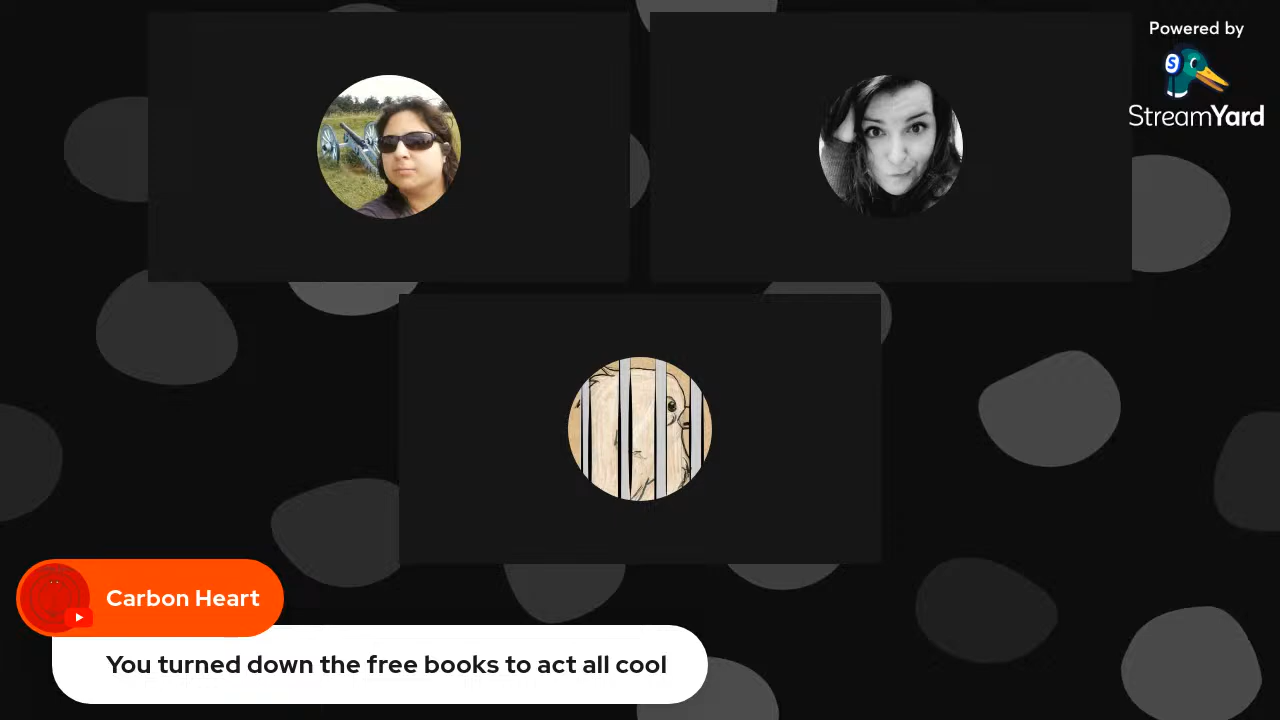 Powered by
StreamYard
Carbon Heart
You turned down the free books to act all cool